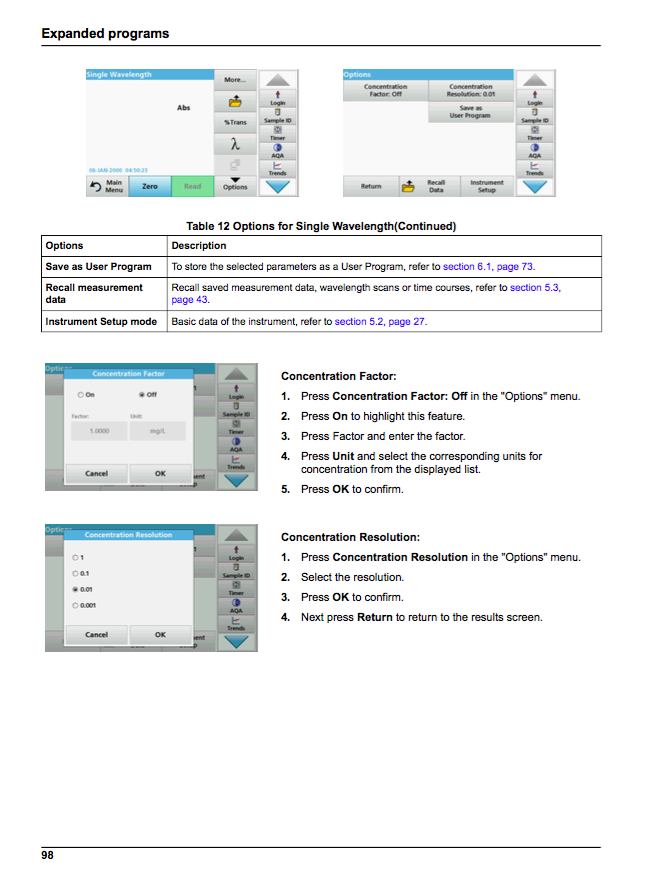 Expanded programs
Single Wavelength
More...
Abs
%Trans
λ
08-JAN-2000 04:50:23
Main Menu
Zero
Read
Options
Login
Sample ID
Timer
AQA
Trends
Options
Concentration Factor: Off
Concentration Resolution: 0.01
Save as User Program
Return
Recall Data
Instrument Setup
Login
Sample ID
Timer
AQA
Trends
Table 12 Options for Single Wavelength(Continued)
Options Description
Save as User Program To store the selected parameters as a User Program, refer to section 6.1, page 73.
Recall measurement data Recall saved measurement data, wavelength scans or time courses, refer to section 5.3, page 43.
Instrument Setup mode Basic data of the instrument, refer to section 5.2, page 27.
Concentration Factor
On Off
Factor: Unit:
1.0000 mg/L
Cancel OK
Login
Sample ID
Timer
AQA
Trends
Concentration Factor:
1. Press Concentration Factor: Off in the "Options" menu.
2. Press On to highlight this feature.
3. Press Factor and enter the factor.
4. Press Unit and select the corresponding units for
concentration from the displayed list.
5. Press OK to confirm.
Concentration Resolution
1
0.1
0.01
0.001
Cancel OK
Login
Sample ID
Timer
AQA
Trends
Concentration Resolution:
1. Press Concentration Resolution in the "Options" menu.
2. Select the resolution.
3. Press OK to confirm.
4. Next press Return to return to the results screen.
98